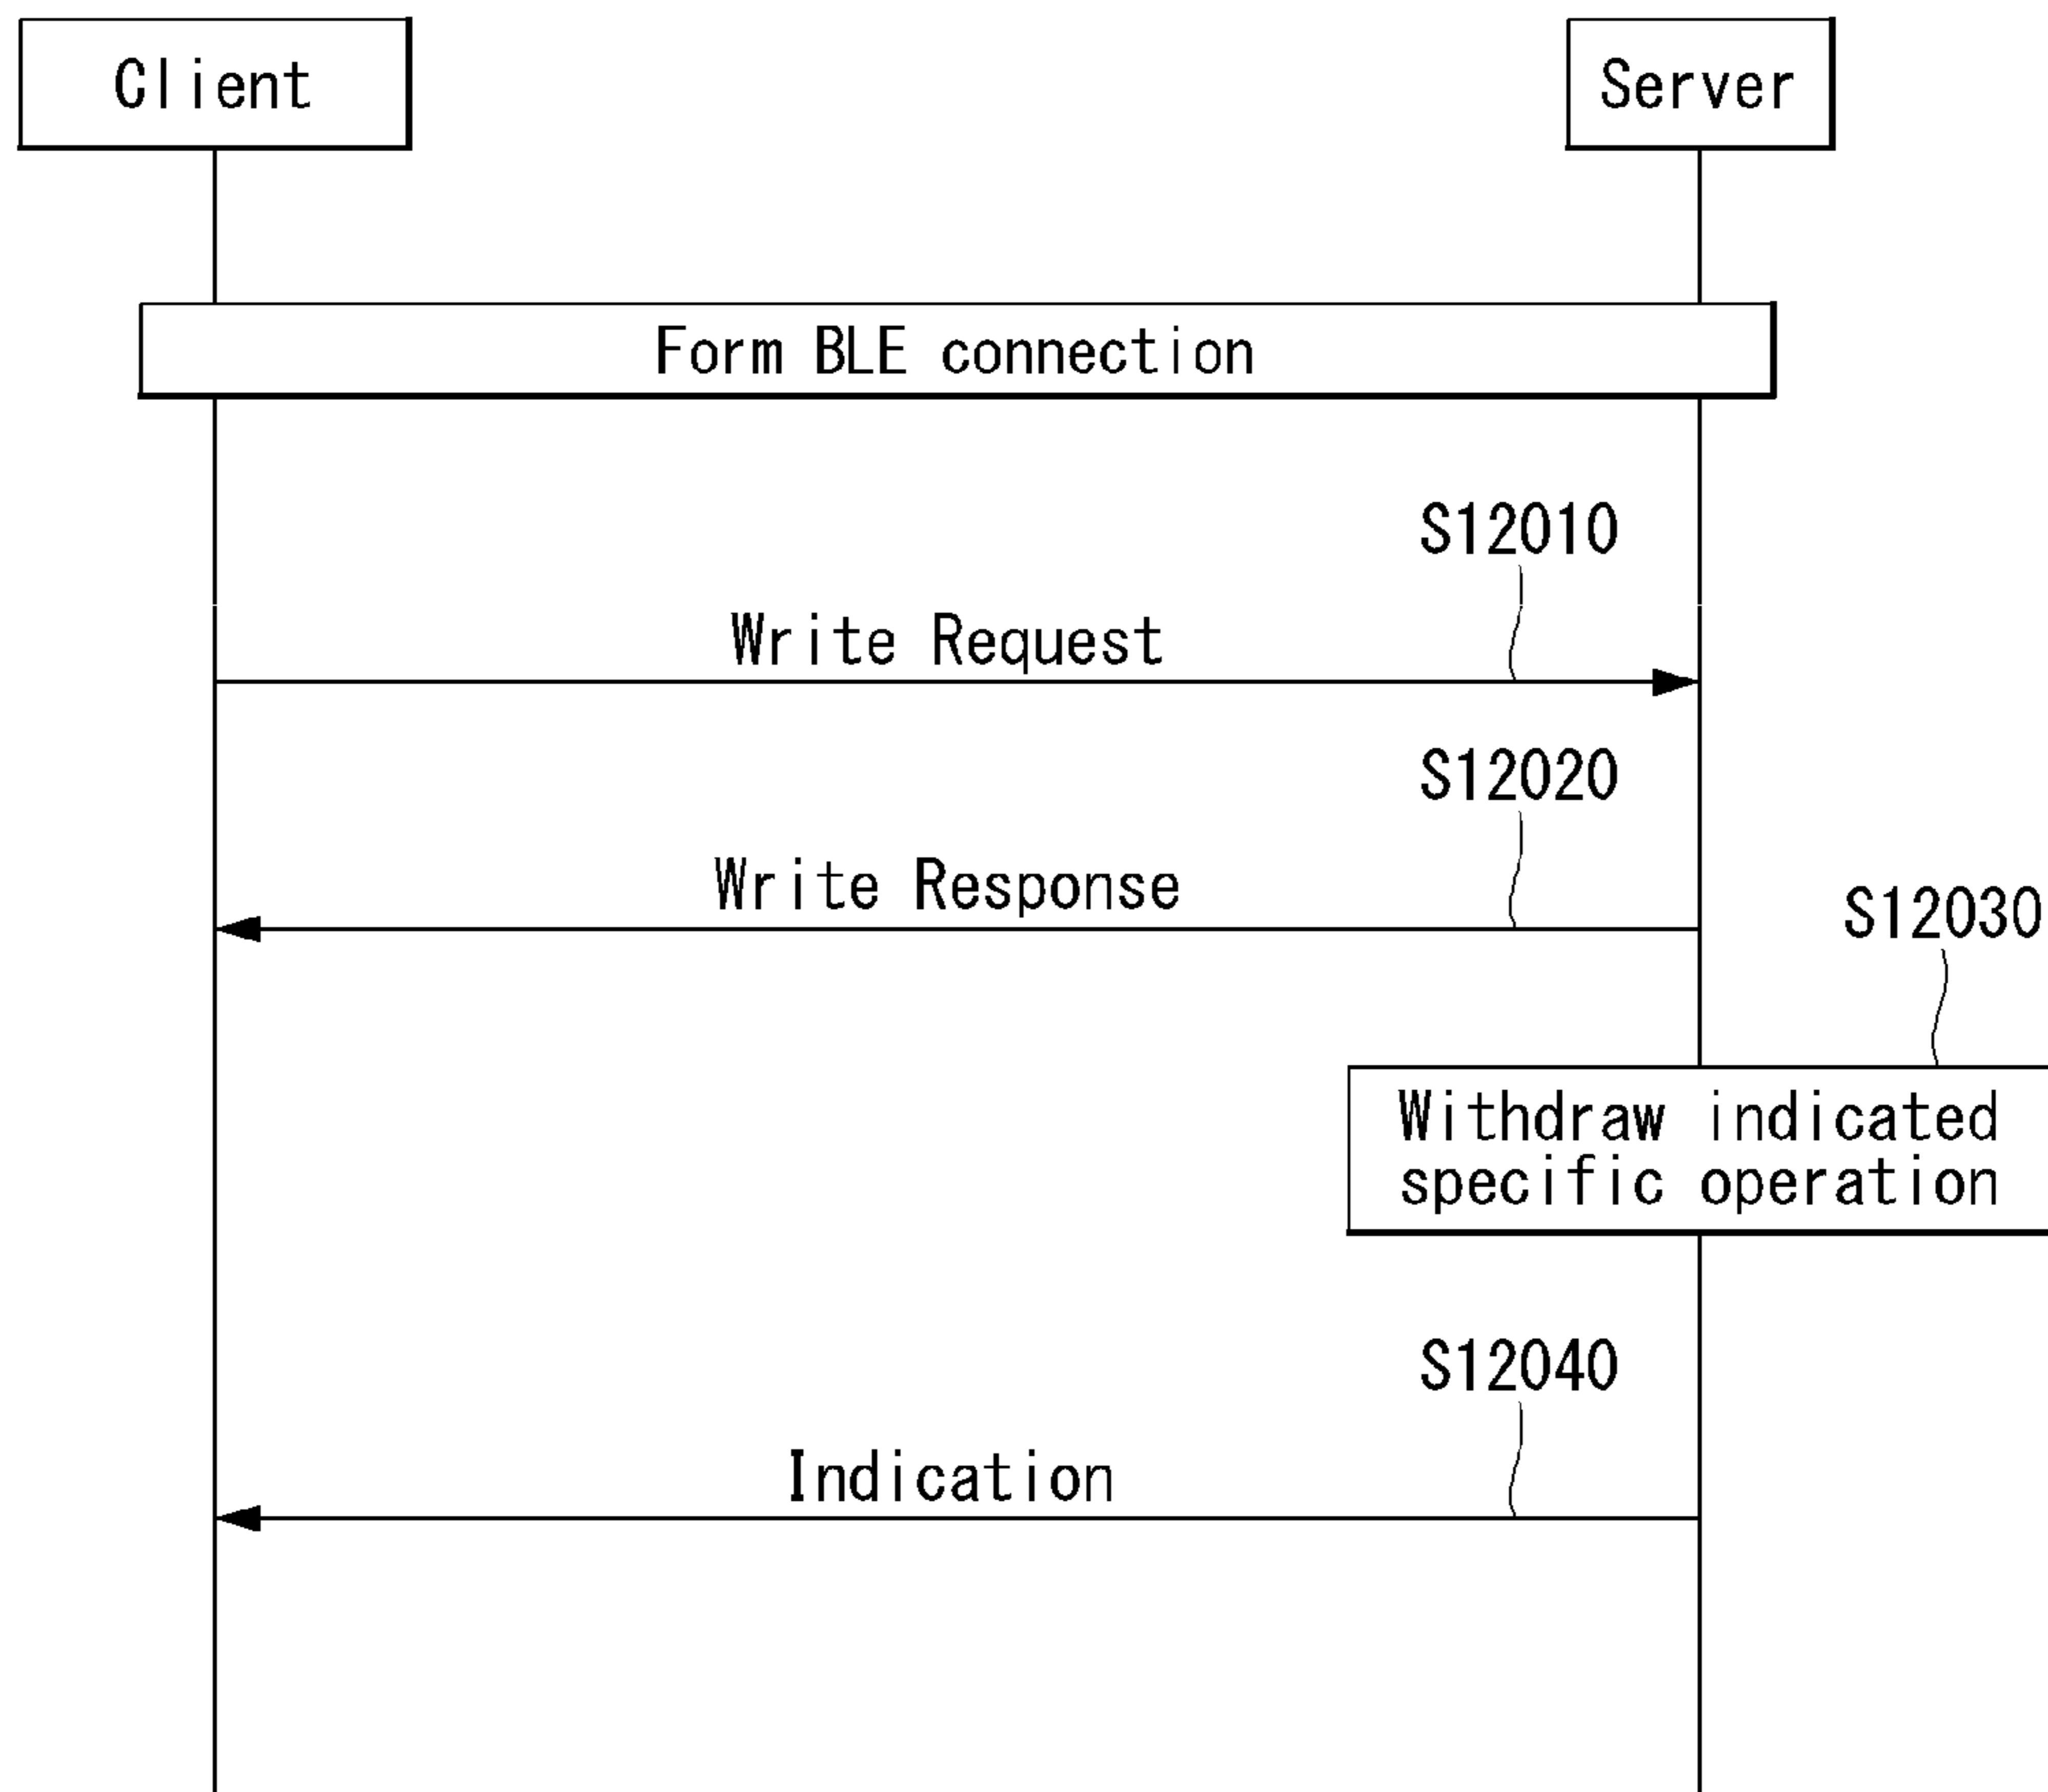 Client
Server
Form BLE connection
S12010
Write Request
S12020
Write Response
S12030
Withdraw indicated
specific operation
S12040
Indication